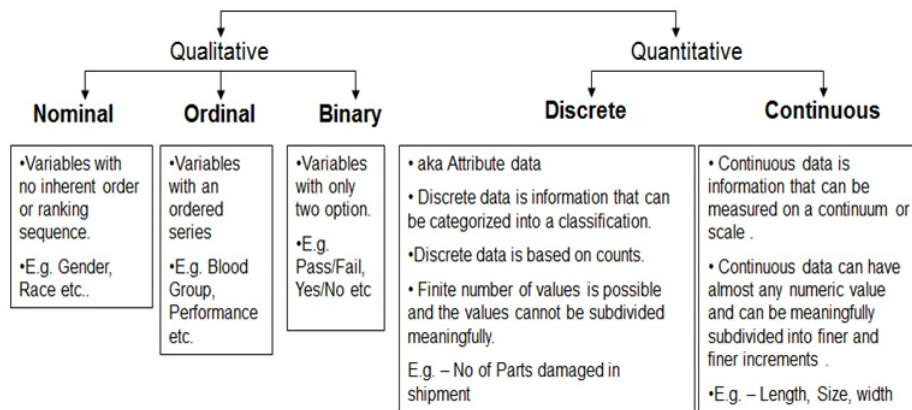 Qualitative
Quantitative
Nominal
Ordinal
Binary
Discrete
Continuous
•Variables with
no inherent order
or ranking
sequence.
•E.g. Gender,
Race etc..
•Variables
with an
ordered
series
•E.g. Blood
Group,
Performance
etc.
•Variables
with only
two option.
•E.g.
Pass/Fail,
Yes/No etc
• aka Attribute data
• Discrete data is information that can
be categorized into a classification.
•Discrete data is based on counts.
• Finite number of values is possible
and the values cannot be subdivided
meaningfully.
E.g. – No of Parts damaged in
shipment
• Continuous data is
information that can be
measured on a continuum or
scale .
• Continuous data can have
almost any numeric value
and can be meaningfully
subdivided into finer and
finer increments .
•E.g. – Length, Size, width